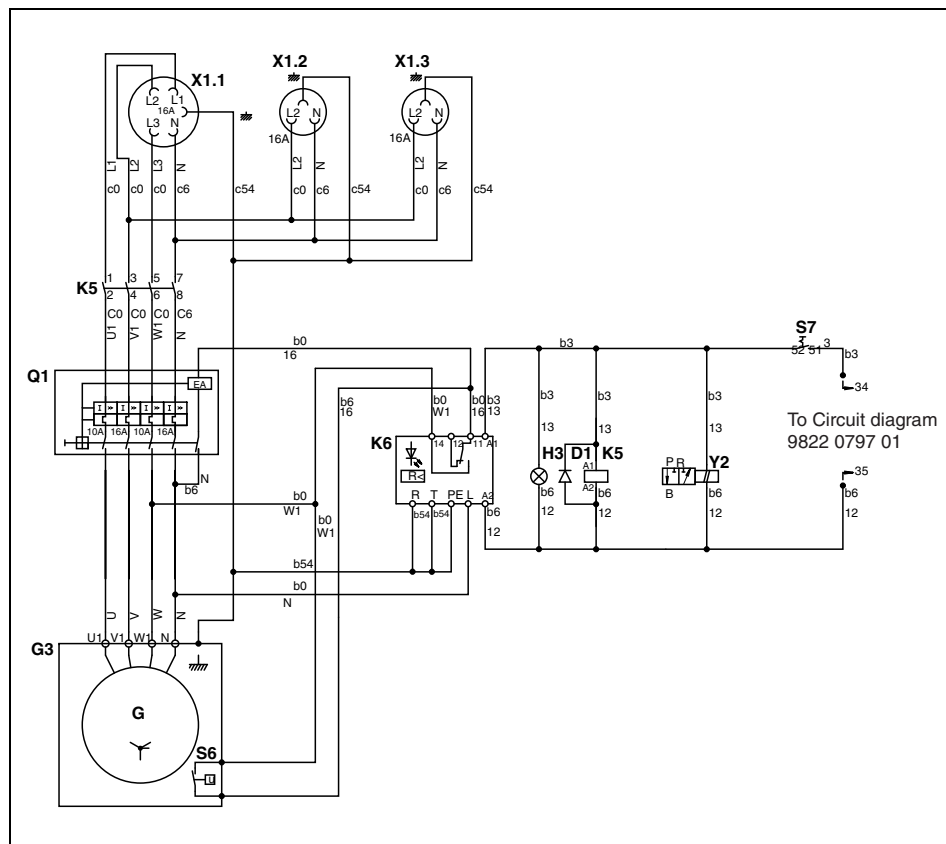 X1.1
X1.2
X1.3
L2 L1
16A
L3 N
L2 N
16A
L2 N
16A
L1 L2 L3 N
c0 c0 c0 c6
c54
L2 N
c0 c6
c54
L2 N
c0 c6
c54
K5
1 3 5 7
2 4 6 8
C0 C0 C0 C6
U1 V1 W1 N
Q1
EA
I » I » I » I »
10A 16A 10A 16A
N
b6
b0
16
b6
16
b0
W1
b0
16
b3
13
b3
S7
52 51 3
b3
34
To Circuit diagram
9822 0797 01
35
b6
12
K6
14 12 11 A1
R<
R T PE L A2
b54 b54
b6
12
b3
13
H3
b6
12
b3
13
D1 K5
A1
A2
b6
12
b3
13
P R
B
Y2
b6
12
b0
W1
b0
W1
b54
b0
N
U V W N
U1 V1 W1 N
G3
G
S6
U